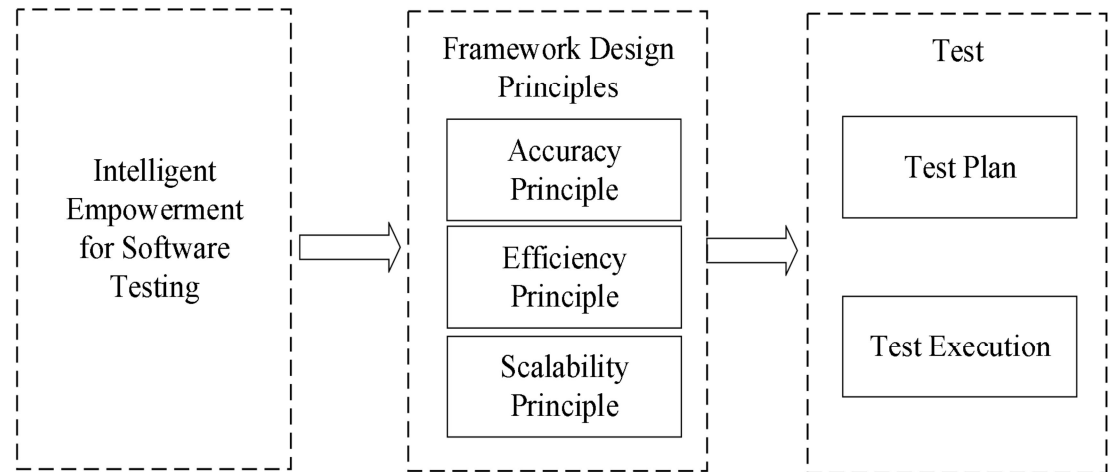 Intelligent
Empowerment
for Software
Testing
Framework Design
Principles
Accuracy
Principle
Efficiency
Principle
Scalability
Principle
Test
Test Plan
Test Execution